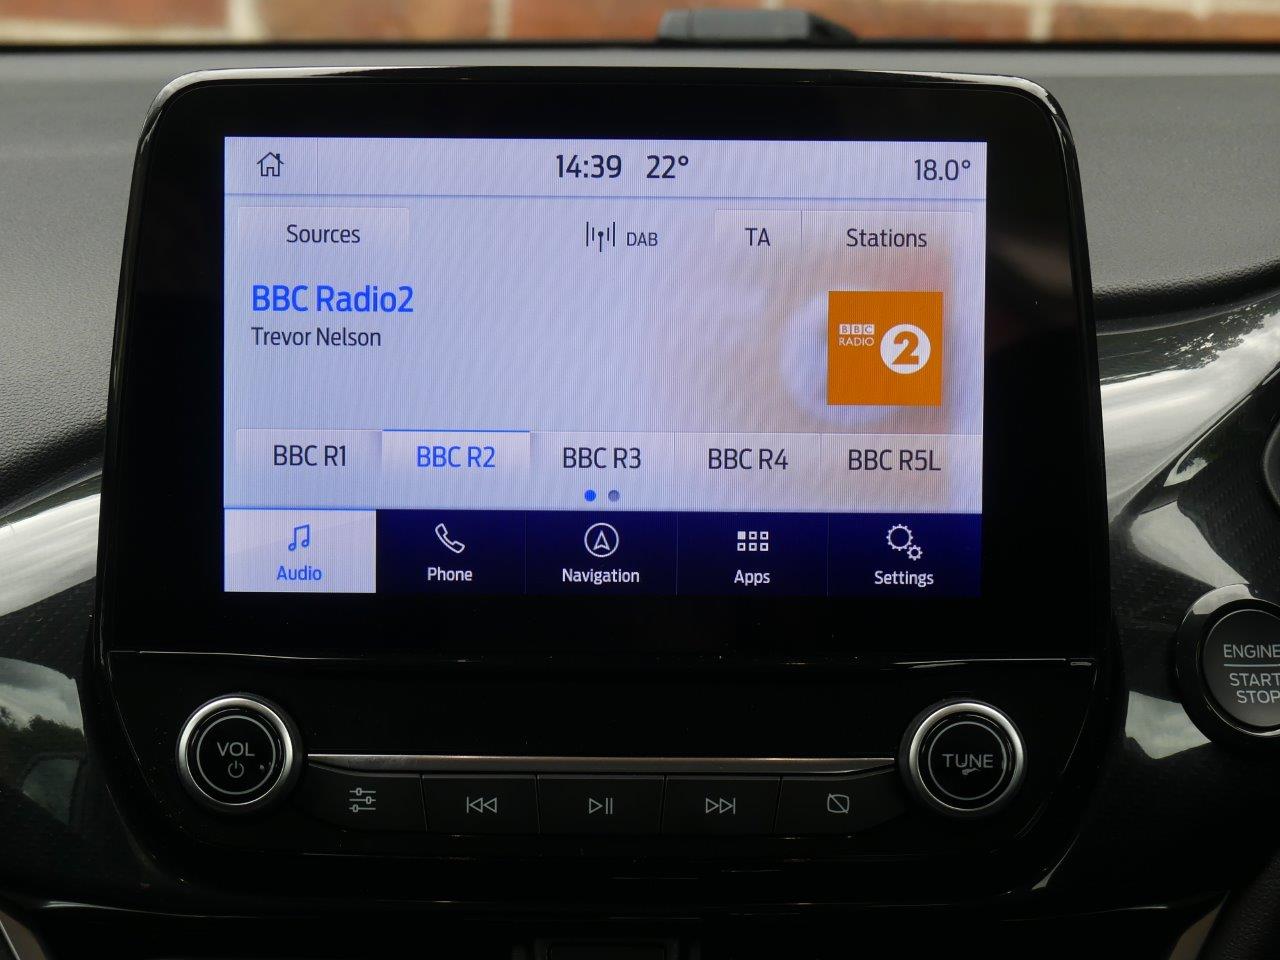 14:39 22° 18.0°
Sources DAB TA Stations
BBC Radio2
Trevor Nelson
BBC
RADIO 2
BBC R1 BBC R2 BBC R3 BBC R4 BBC R5L
Audio Phone Navigation Apps Settings
ENGINE
START
STOP
VOL
TUNE